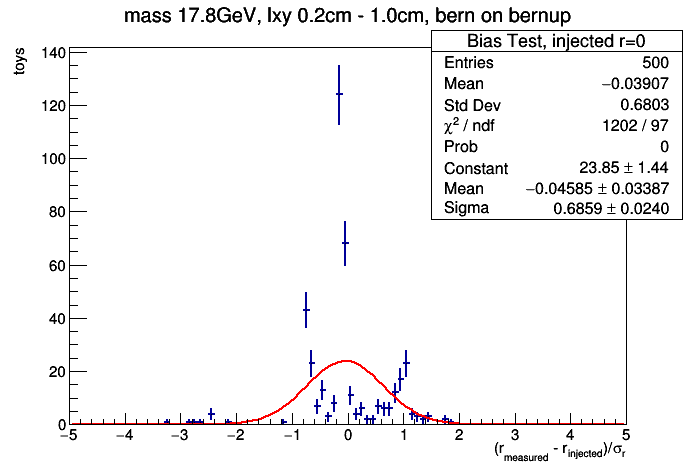 mass 17.8GeV, lxy 0.2cm - 1.0cm, bern on bernup
Bias Test, injected r=0
Entries 500
Mean −0.03907
Std Dev 0.6803
χ² / ndf 1202 / 97
Prob 0
Constant 23.85 ± 1.44
Mean −0.04585 ± 0.03387
Sigma 0.6859 ± 0.0240
toys
140
120
100
80
60
40
20
0
−5 −4 −3 −2 −1 0 1 2 3 4 5
(r_measured - r_injected)/σ_r